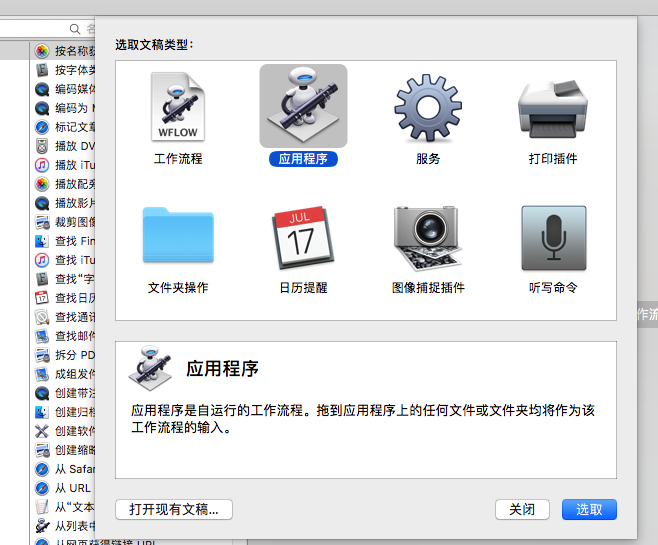 选取文稿类型：
WFLOW
工作流程
应用程序
服务
打印插件
JUL
17
文件夹操作
日历提醒
图像捕捉插件
听写命令
应用程序
应用程序是自运行的工作流程。拖到应用程序上的任何文件或文件夹均将作为该
工作流程的输入。
打开现有文稿...
关闭
选取
按名称
按字体
编码媒体
编码为
标记文章
播放 DV
播放 iTu
播放
播放影片
裁剪图像
查找 Fin
查找 iTu
查找“字
查找日历
查找通讯
查找邮件
拆分 PD
成组发件
创建带注
创建归档
创建软件
创建缩略
从 Safar
从 URL
从“文本
从列表中
从网页获得链接 URL
作流